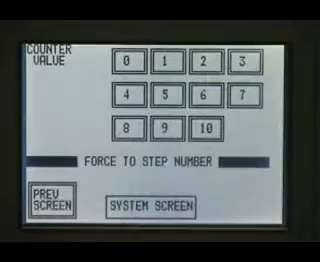 COUNTER
VALUE
0 1 2 3
4 5 6 7
8 9 10
FORCE TO STEP NUMBER
PREV
SCREEN
SYSTEM SCREEN